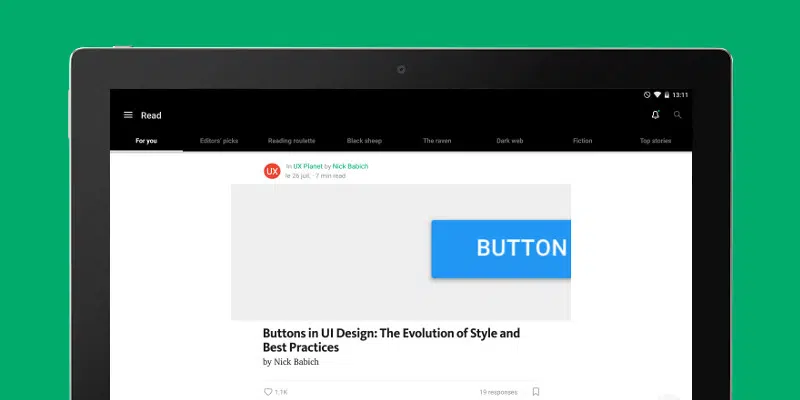 13:11
Read
For you Editors' picks Reading roulette Black sheep The raven Dark web Fiction Top stories
UX
In UX Planet by Nick Babich
le 26 juil. · 7 min read
BUTTON
Buttons in UI Design: The Evolution of Style and
Best Practices
by Nick Babich
1.1K 19 responses